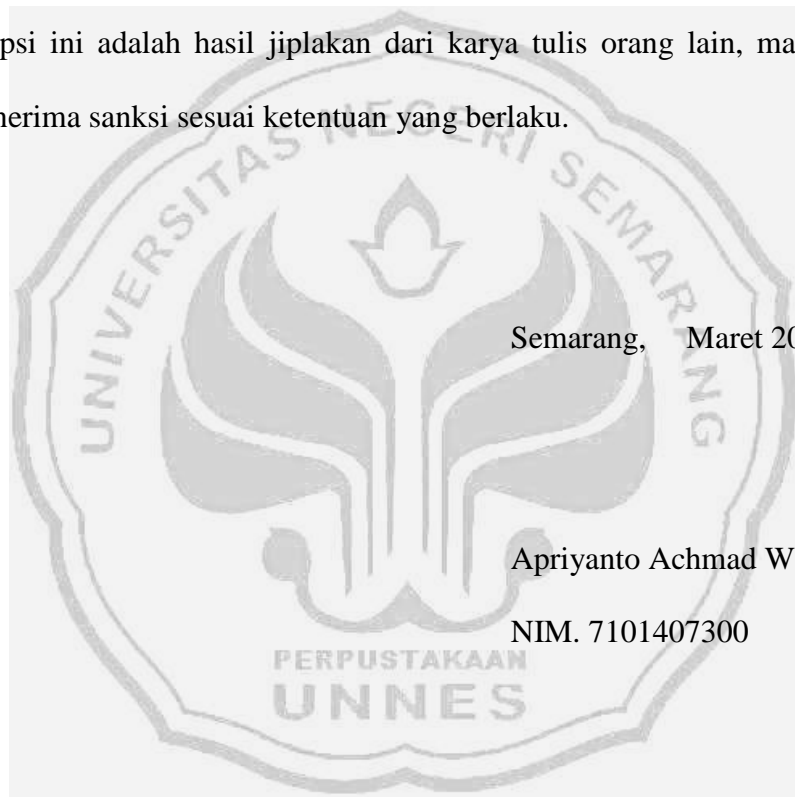 psi ini adalah hasil jiplakan dari karya tulis orang lain, ma
nerima sanksi sesuai ketentuan yang berlaku.
UNIVERSITAS NEGERI SEMARANG
Semarang, Maret 20
Apriyanto Achmad W
NIM. 7101407300
PERPUSTAKAAN
UNNES